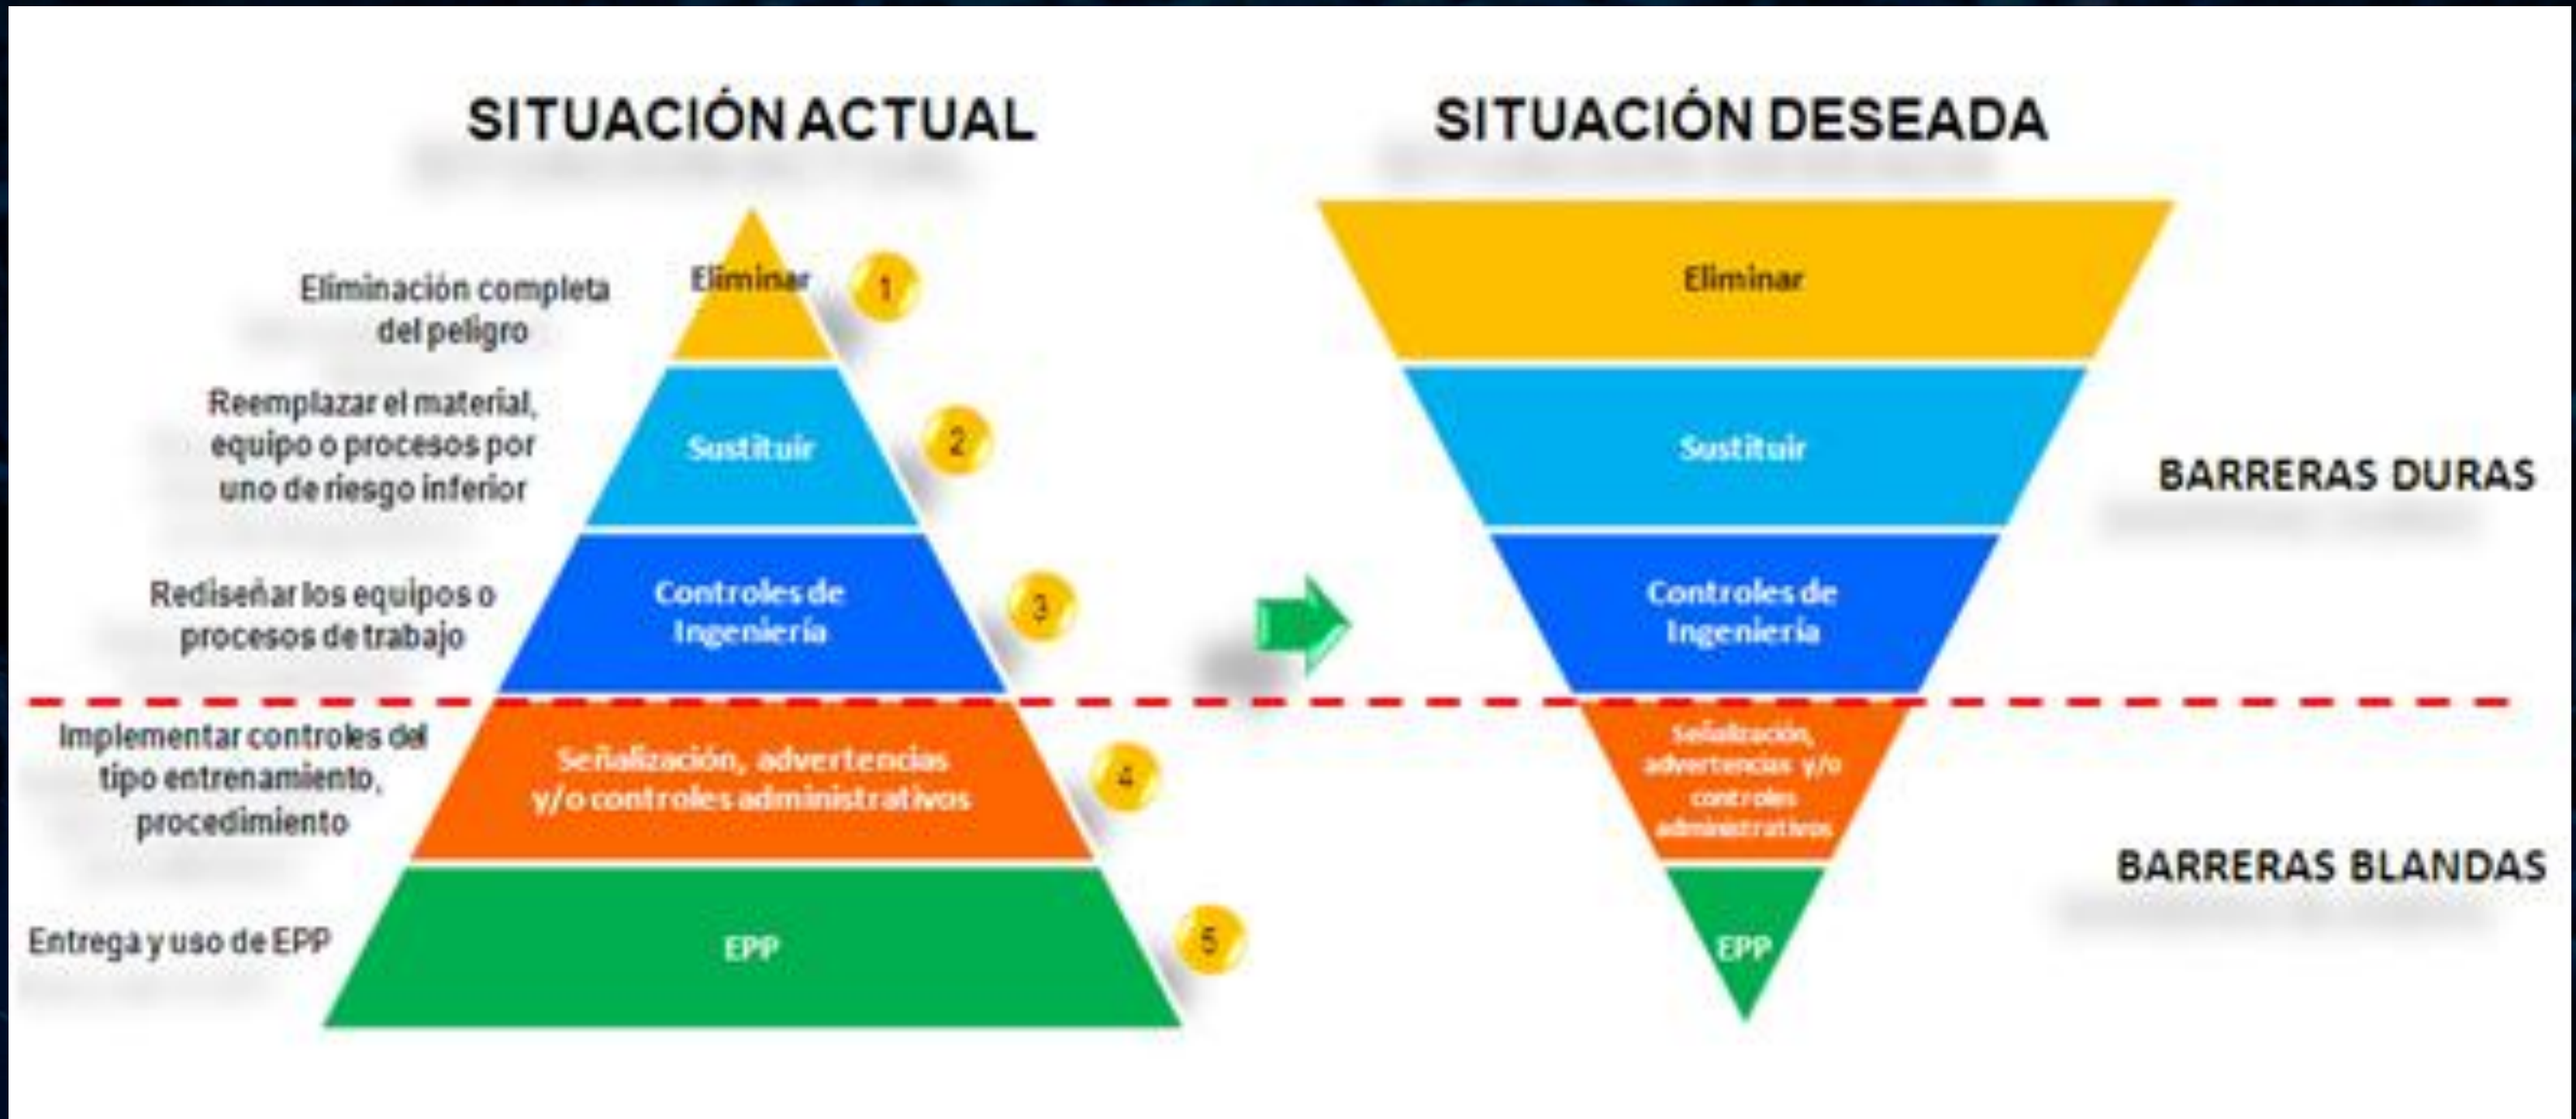 SITUACIÓN ACTUAL
Eliminación completa
del peligro
Eliminar
1
Reemplazar el material,
equipo o procesos por
uno de riesgo inferior
Sustituir
2
Rediseñar los equipos o
procesos de trabajo
Controles de
Ingeniería
3
Implementar controles del
tipo entrenamiento,
procedimiento
Señalización, advertencias
y/o controles administrativos
4
Entrega y uso de EPP
EPP
5
SITUACIÓN DESEADA
Eliminar
Sustituir
Controles de
Ingeniería
Señalización,
advertencias y/o
controles
administrativos
EPP
BARRERAS DURAS
BARRERAS BLANDAS